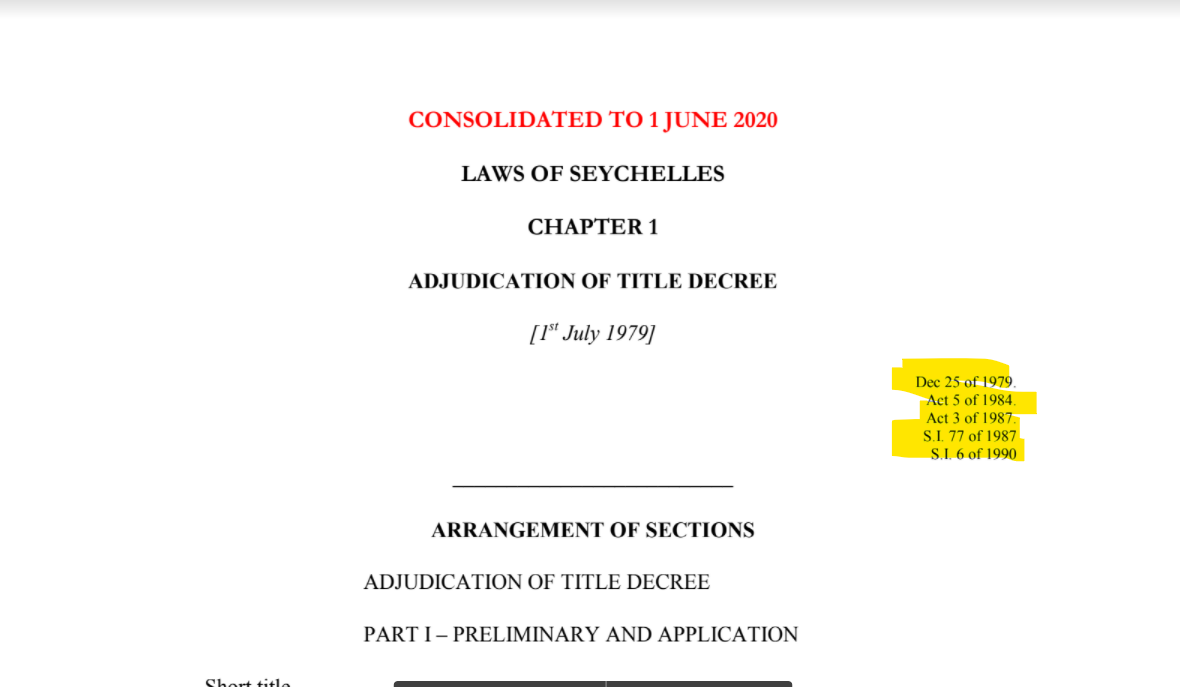 CONSOLIDATED TO 1 JUNE 2020
LAWS OF SEYCHELLES
CHAPTER 1
ADJUDICATION OF TITLE DECREE
[1st July 1979]
Dec 25 of 1979.
Act 5 of 1984.
Act 3 of 1987.
S.I. 77 of 1987
S.I. 6 of 1990
ARRANGEMENT OF SECTIONS
ADJUDICATION OF TITLE DECREE
PART I – PRELIMINARY AND APPLICATION
Short title